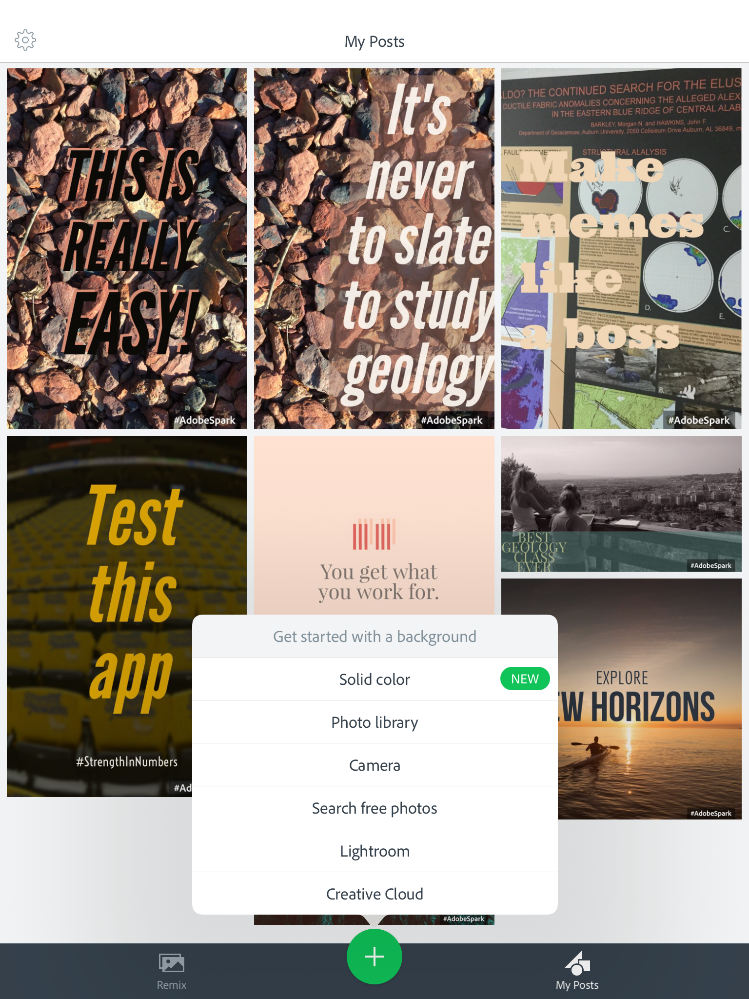 My Posts
THIS IS
REALLY
EASY!
#AdobeSpark
It's
never
to slate
to study
geology
#AdobeSpark
LDO? THE CONTINUED SEARCH FOR THE ELUS
DUCTILE FABRIC ANOMALIES CONCERNING THE ALLEGED ALEX
IN THE EASTERN BLUE RIDGE OF CENTRAL ALAB
BARKLEY, Morgan N. and HAWKINS, John F.
Department of Geosciences, Auburn University, 2050 Coliseum Drive Auburn, AL 36849,
Make
memes
like
a boss
C.
D.
E.
#AdobeSpark
Test
this
app
#StrengthInNumbers
#Ad
You get what
you work for.
BEST
GEOLOGY
CLASS
EVER
#AdobeSpark
EXPLORE
EW HORIZONS
#AdobeSpark
Get started with a background
Solid color
NEW
Photo library
Camera
Search free photos
Lightroom
Creative Cloud
#AdobeSpark
Remix
My Posts